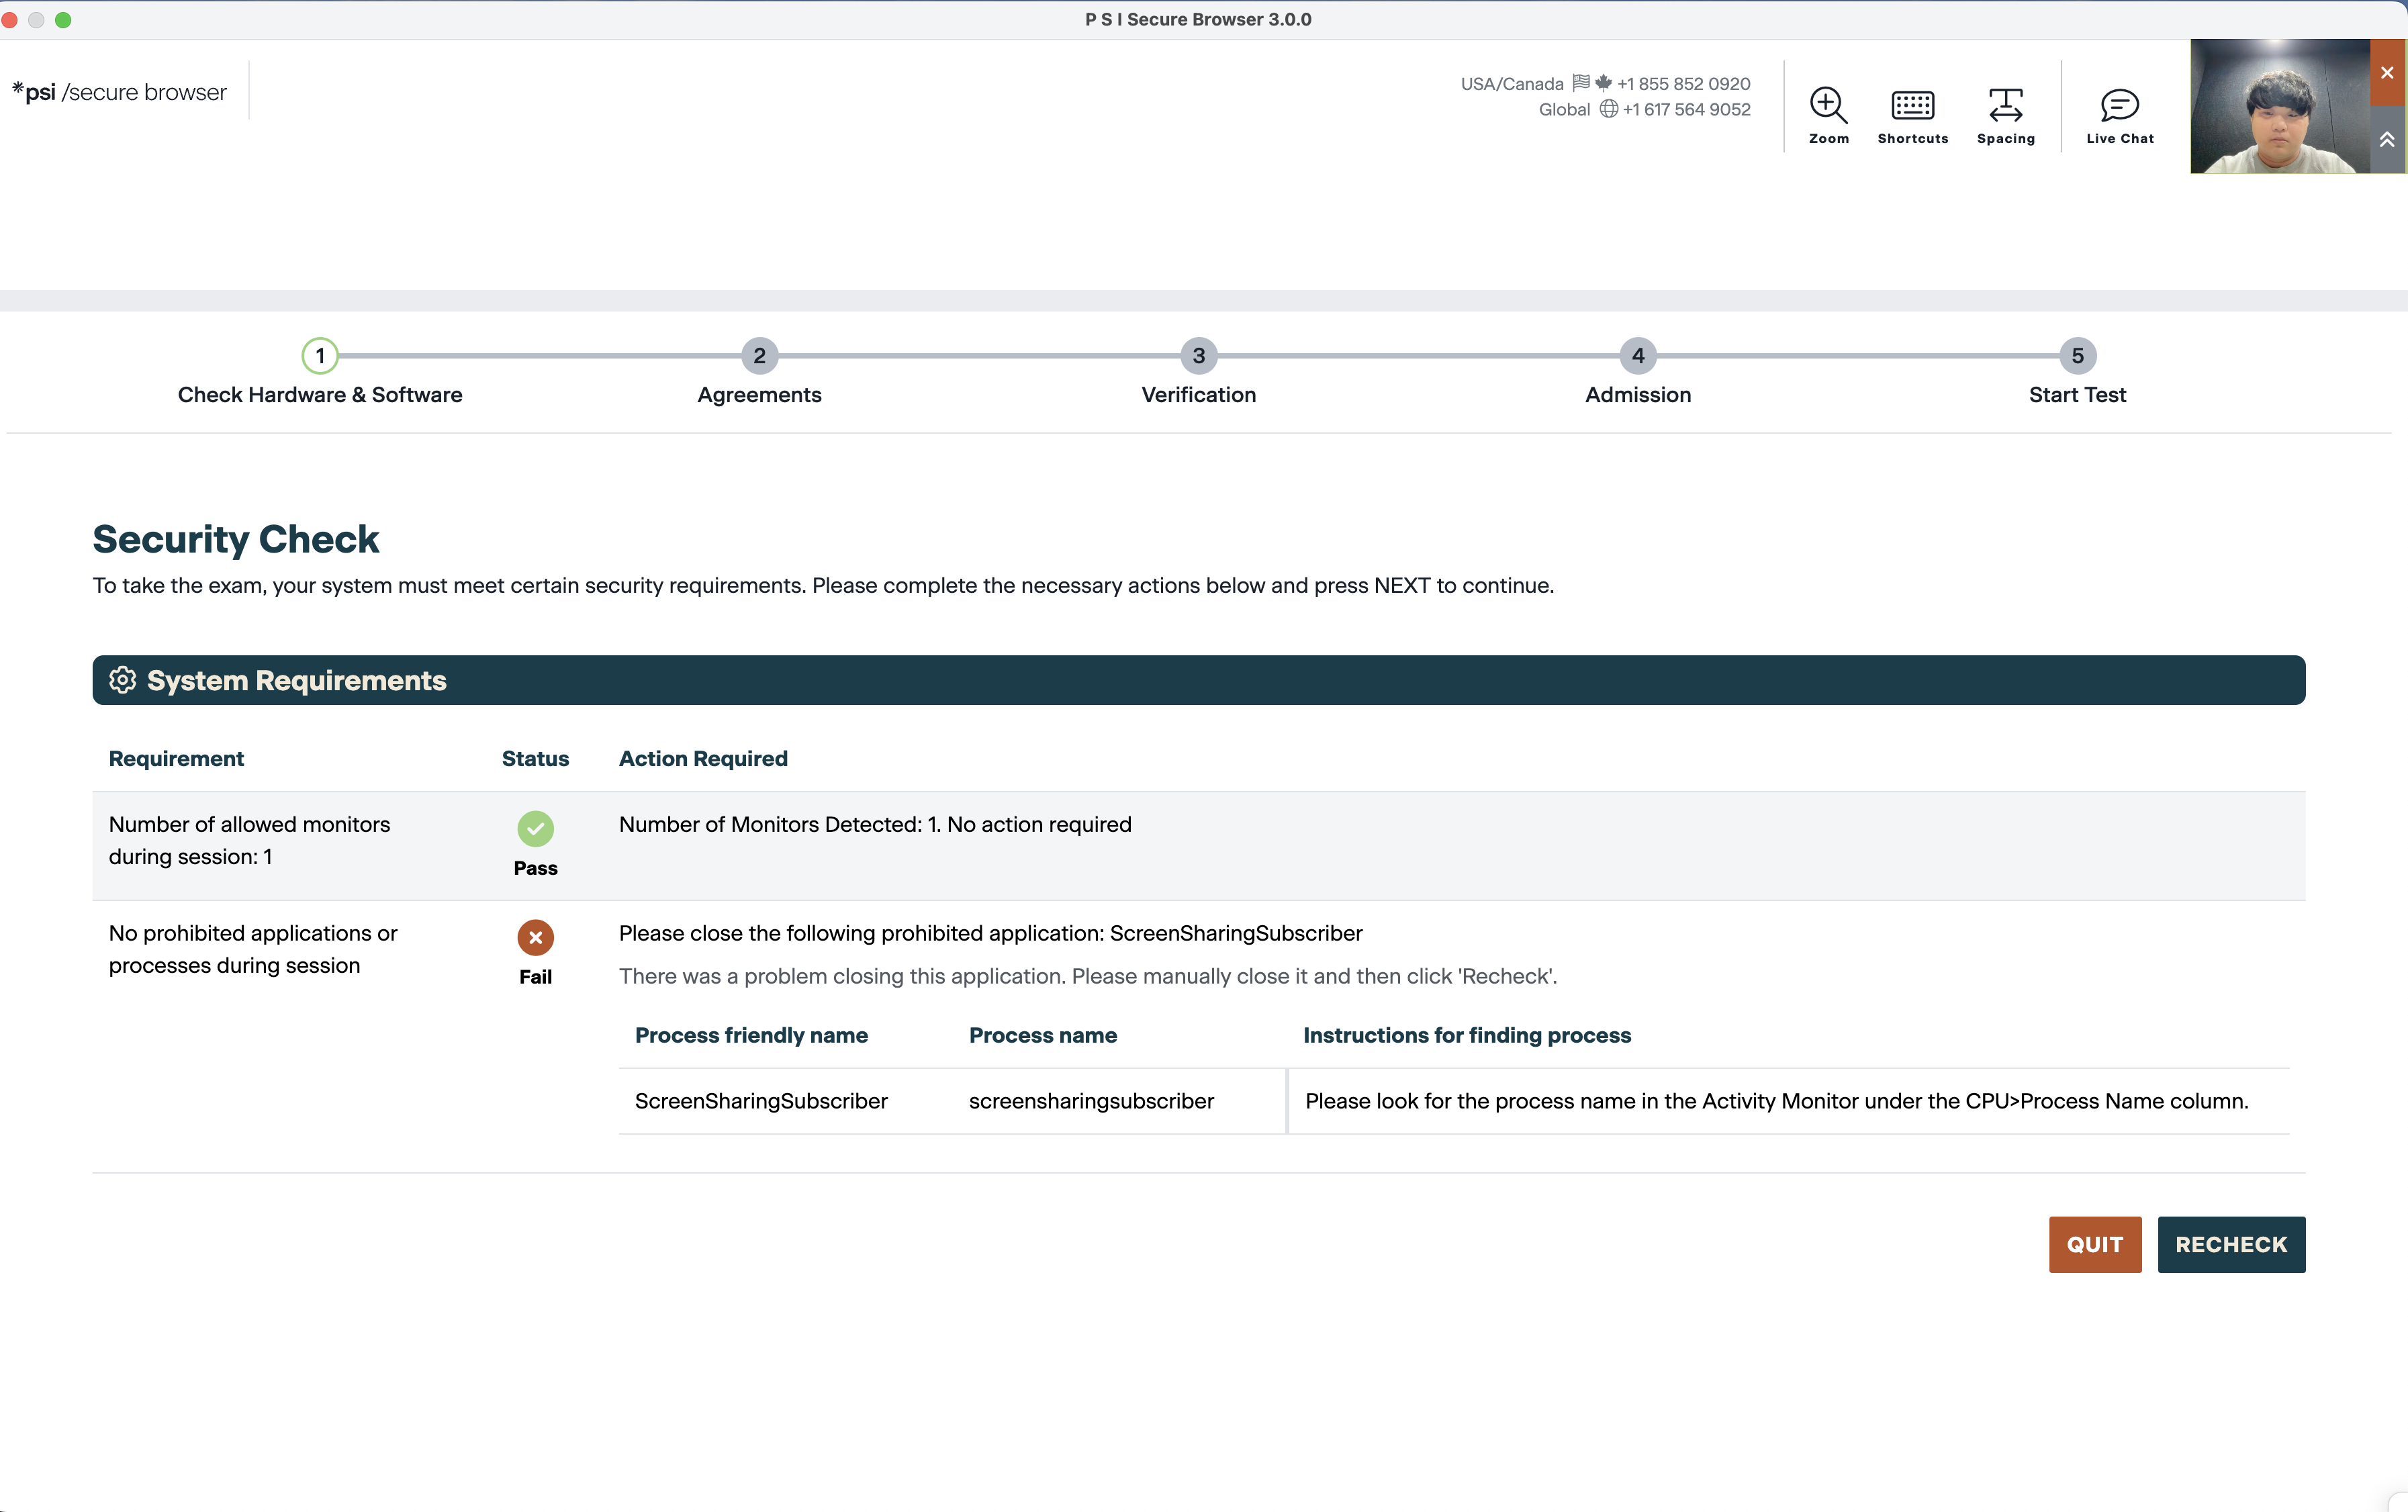 P S I Secure Browser 3.0.0
*psi /secure browser
USA/Canada +1 855 852 0920
Global +1 617 564 9052
Zoom
Shortcuts
Spacing
Live Chat
1
2
3
4
5
Check Hardware & Software
Agreements
Verification
Admission
Start Test
Security Check
To take the exam, your system must meet certain security requirements. Please complete the necessary actions below and press NEXT to continue.
System Requirements
Requirement
Status
Action Required
Number of allowed monitors
during session: 1
Pass
Number of Monitors Detected: 1. No action required
No prohibited applications or
processes during session
Fail
Please close the following prohibited application: ScreenSharingSubscriber
There was a problem closing this application. Please manually close it and then click 'Recheck'.
Process friendly name
Process name
Instructions for finding process
ScreenSharingSubscriber
screensharingsubscriber
Please look for the process name in the Activity Monitor under the CPU>Process Name column.
QUIT
RECHECK